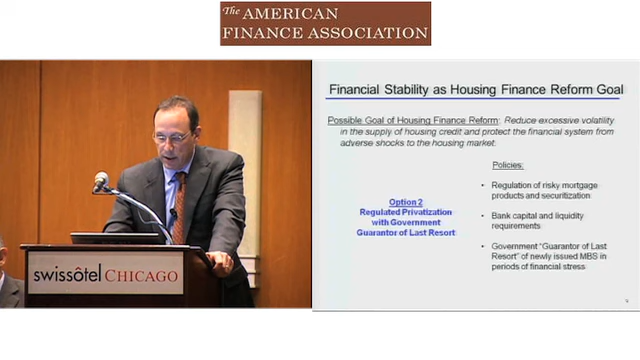 The AMERICAN
FINANCE ASSOCIATION
swissôtel CHICAGO
Financial Stability as Housing Finance Reform Goal
Possible Goal of Housing Finance Reform: Reduce excessive volatility
in the supply of housing credit and protect the financial system from
adverse shocks to the housing market.
Policies:
Option 2
Regulated Privatization
with Government
Guarantor of Last Resort
• Regulation of risky mortgage
products and securitization
• Bank capital and liquidity
requirements
• Government "Guarantor of Last
Resort" of newly issued MBS in
periods of financial stress